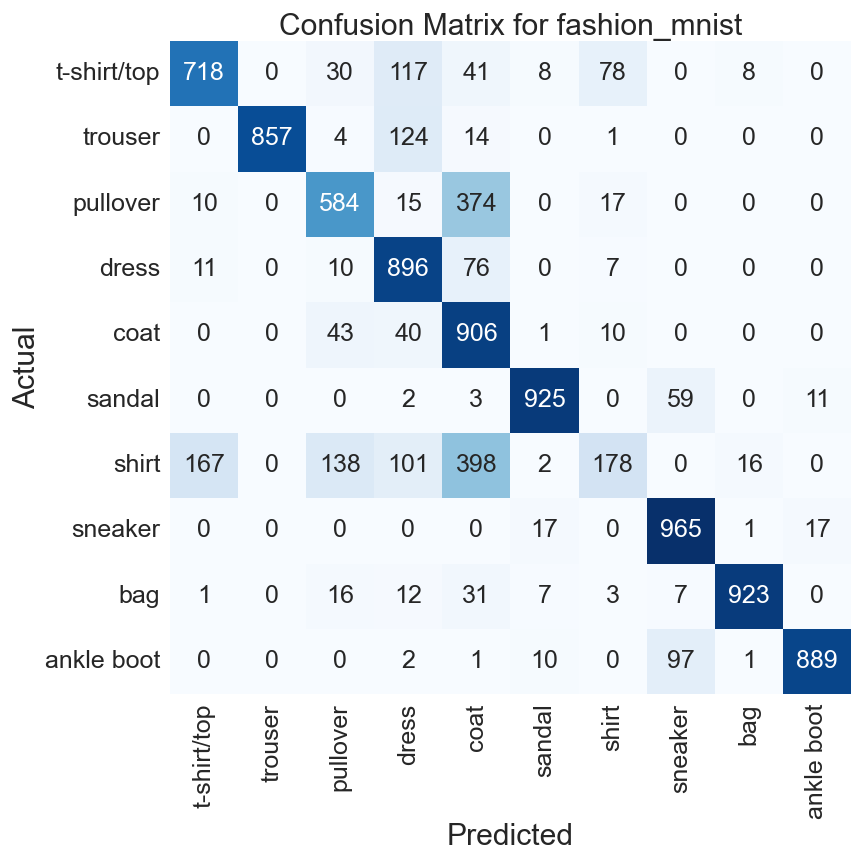 Confusion Matrix for fashion_mnist
Actual
t-shirt/top 718 0 30 117 41 8 78 0 8 0
trouser 0 857 4 124 14 0 1 0 0 0
pullover 10 0 584 15 374 0 17 0 0 0
dress 11 0 10 896 76 0 7 0 0 0
coat 0 0 43 40 906 1 10 0 0 0
sandal 0 0 0 2 3 925 0 59 0 11
shirt 167 0 138 101 398 2 178 0 16 0
sneaker 0 0 0 0 0 17 0 965 1 17
bag 1 0 16 12 31 7 3 7 923 0
ankle boot 0 0 0 2 1 10 0 97 1 889
t-shirt/top trouser pullover dress coat sandal shirt sneaker bag ankle boot
Predicted